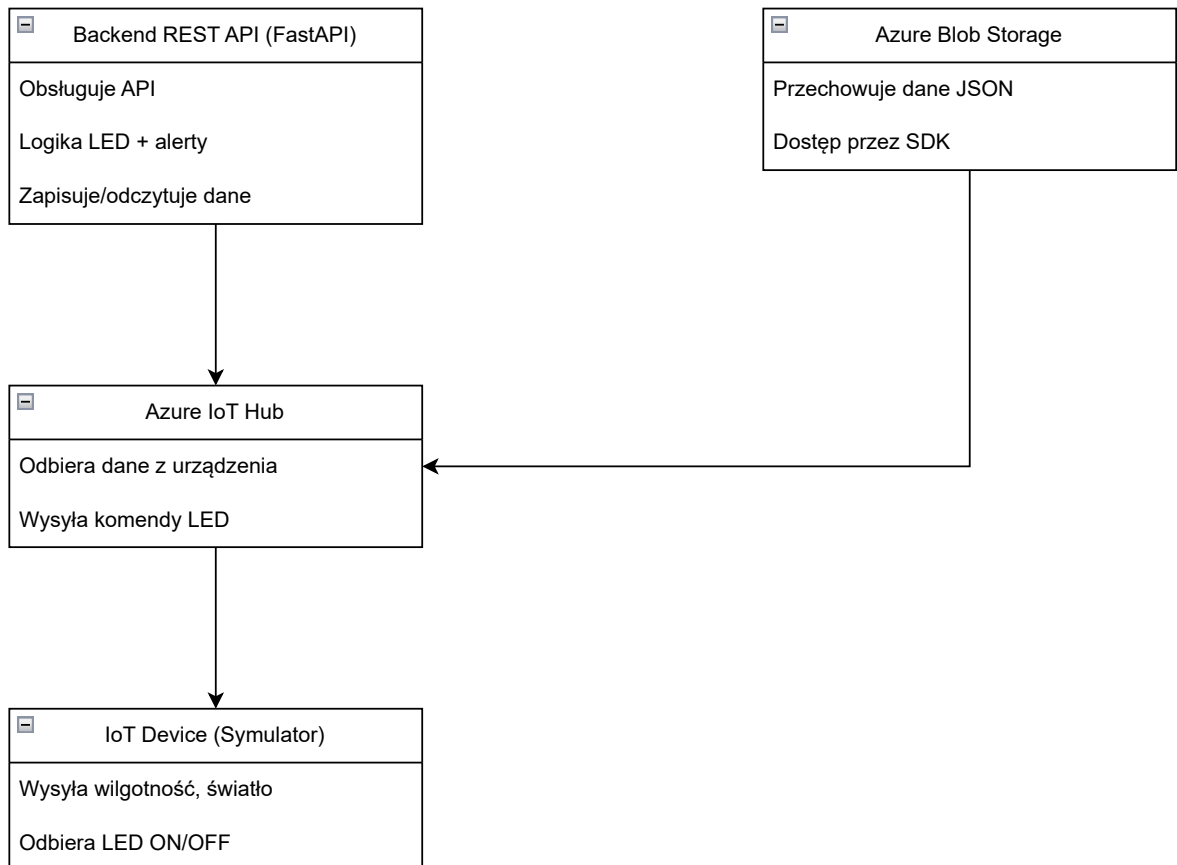 Backend REST API (FastAPI)
Obsługuje API
Logika LED + alerty
Zapisuje/odczytuje dane
Azure Blob Storage
Przechowuje dane JSON
Dostęp przez SDK
Azure IoT Hub
Odbiera dane z urządzenia
Wysyła komendy LED
IoT Device (Symulator)
Wysyła wilgotność, światło
Odbiera LED ON/OFF